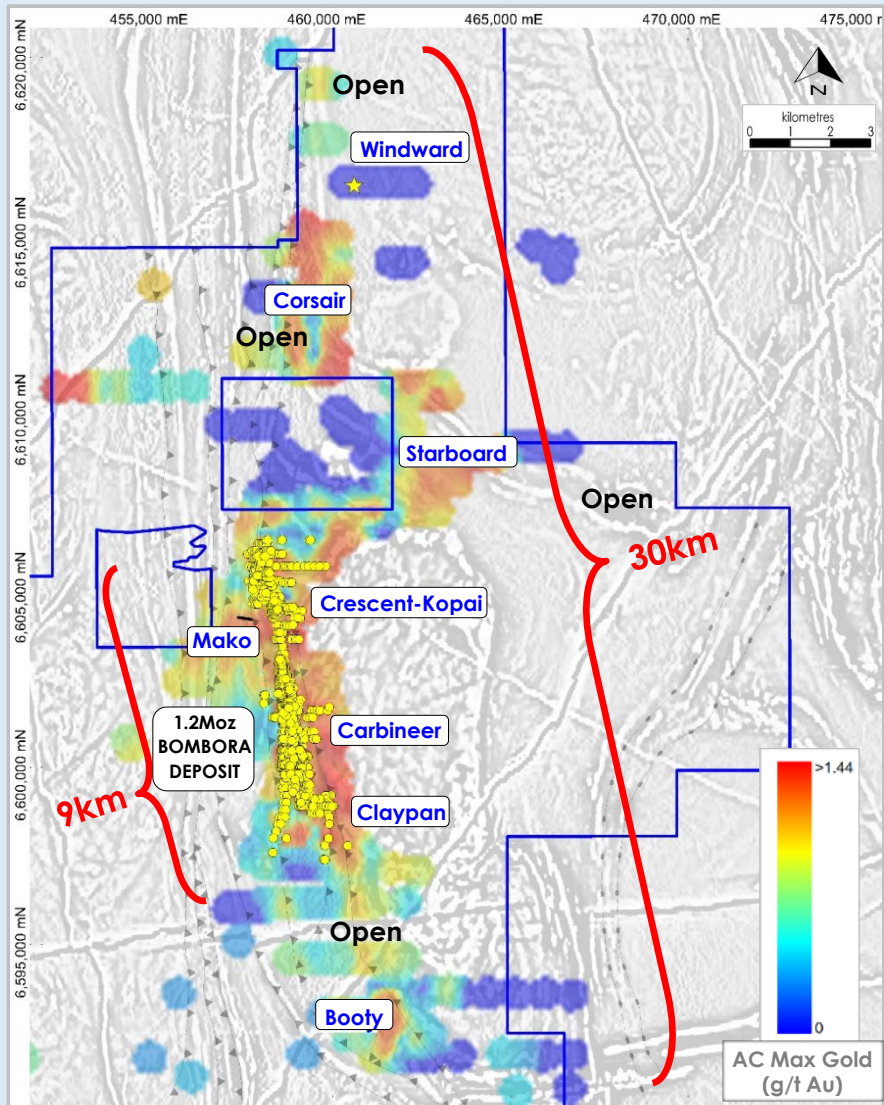 455,000 mE
460,000 mE
465,000 mE
470,000 mE
475,000 mE
6,620,000 mN
6,615,000 mN
6,610,000 mN
6,605,000 mN
6,600,000 mN
6,595,000 mN
N
kilometres
0 1 2 3
Open
Windward
Corsair
Open
Starboard
Open
30km
Crescent-Kopai
Mako
1.2Moz
BOMBORA
DEPOSIT
Carbineer
9km
Claypan
Open
Booty
>1.44
0
AC Max Gold
(g/t Au)